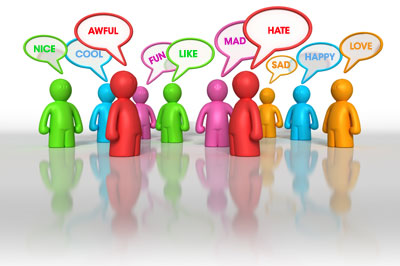 NICE
COOL
AWFUL
FUN
LIKE
MAD
HATE
SAD
HAPPY
LOVE